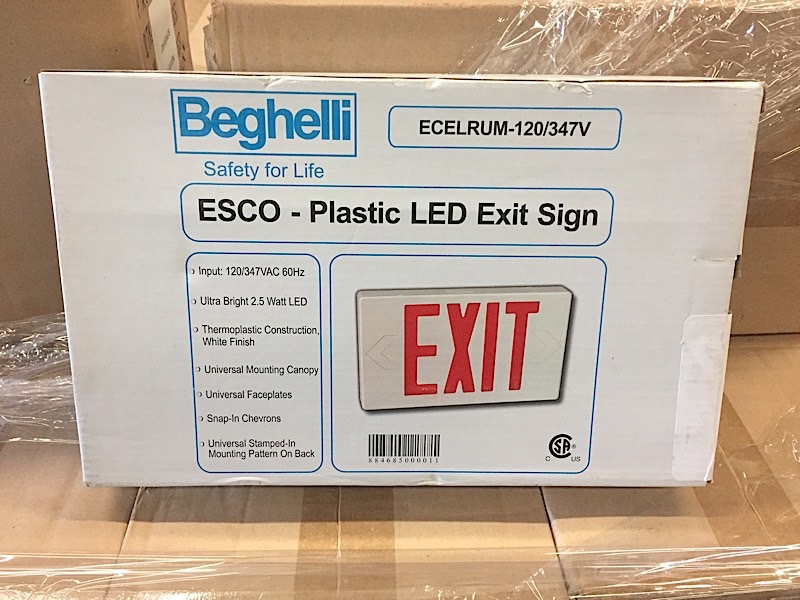 Beghelli
Safety for Life
ECELRUM-120/347V
ESCO - Plastic LED Exit Sign
Input: 120/347VAC 60Hz
Ultra Bright 2.5 Watt LED
Thermoplastic Construction,
White Finish
Universal Mounting Canopy
Universal Faceplates
Snap-In Chevrons
Universal Stamped-In
Mounting Pattern On Back
EXIT
884685000011
CSA ®
C US